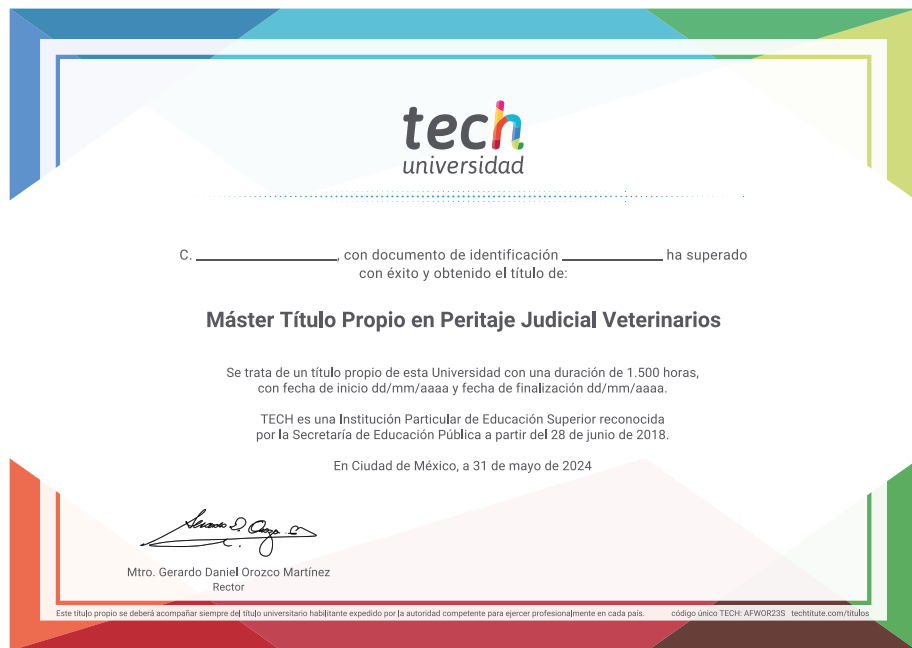 tech
universidad
C. ____________, con documento de identificación ____________ ha superado
con éxito y obtenido el título de:
Máster Título Propio en Peritaje Judicial Veterinarios
Se trata de un título propio de esta Universidad con una duración de 1.500 horas,
con fecha de inicio dd/mm/aaaa y fecha de finalización dd/mm/aaaa.
TECH es una Institución Particular de Educación Superior reconocida
por la Secretaría de Educación Pública a partir del 28 de junio de 2018.
En Ciudad de México, a 31 de mayo de 2024
Mtro. Gerardo Daniel Orozco Martínez
Rector
Este título propio se deberá acompañar siempre del título universitario habilitante expedido por la autoridad competente para ejercer profesionalmente en cada país. código único TECH: AFWOR23S techtitute.com/titulos